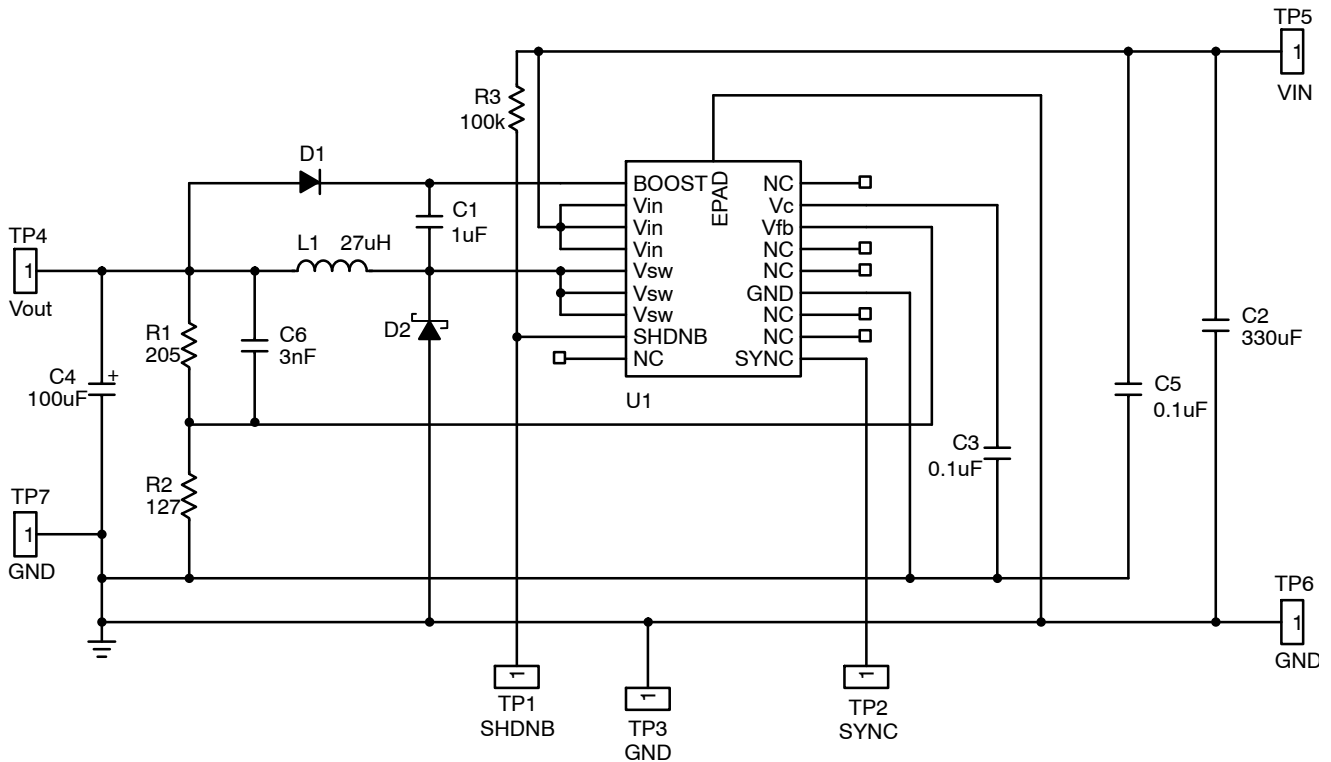 TP5
1
VIN
R3
100k
D1
BOOST
Vin
Vin
Vin
Vsw
Vsw
Vsw
SHDNB
NC
EPAD
NC
Vc
Vfb
NC
NC
GND
NC
NC
SYNC
U1
C1
1uF
TP4
1
Vout
L1 27uH
R1
205
C6
3nF
D2
C4
+
100uF
C2
330uF
C5
0.1uF
C3
0.1uF
R2
127
TP7
1
GND
TP6
1
GND
1
TP1
SHDNB
1
TP3
GND
1
TP2
SYNC